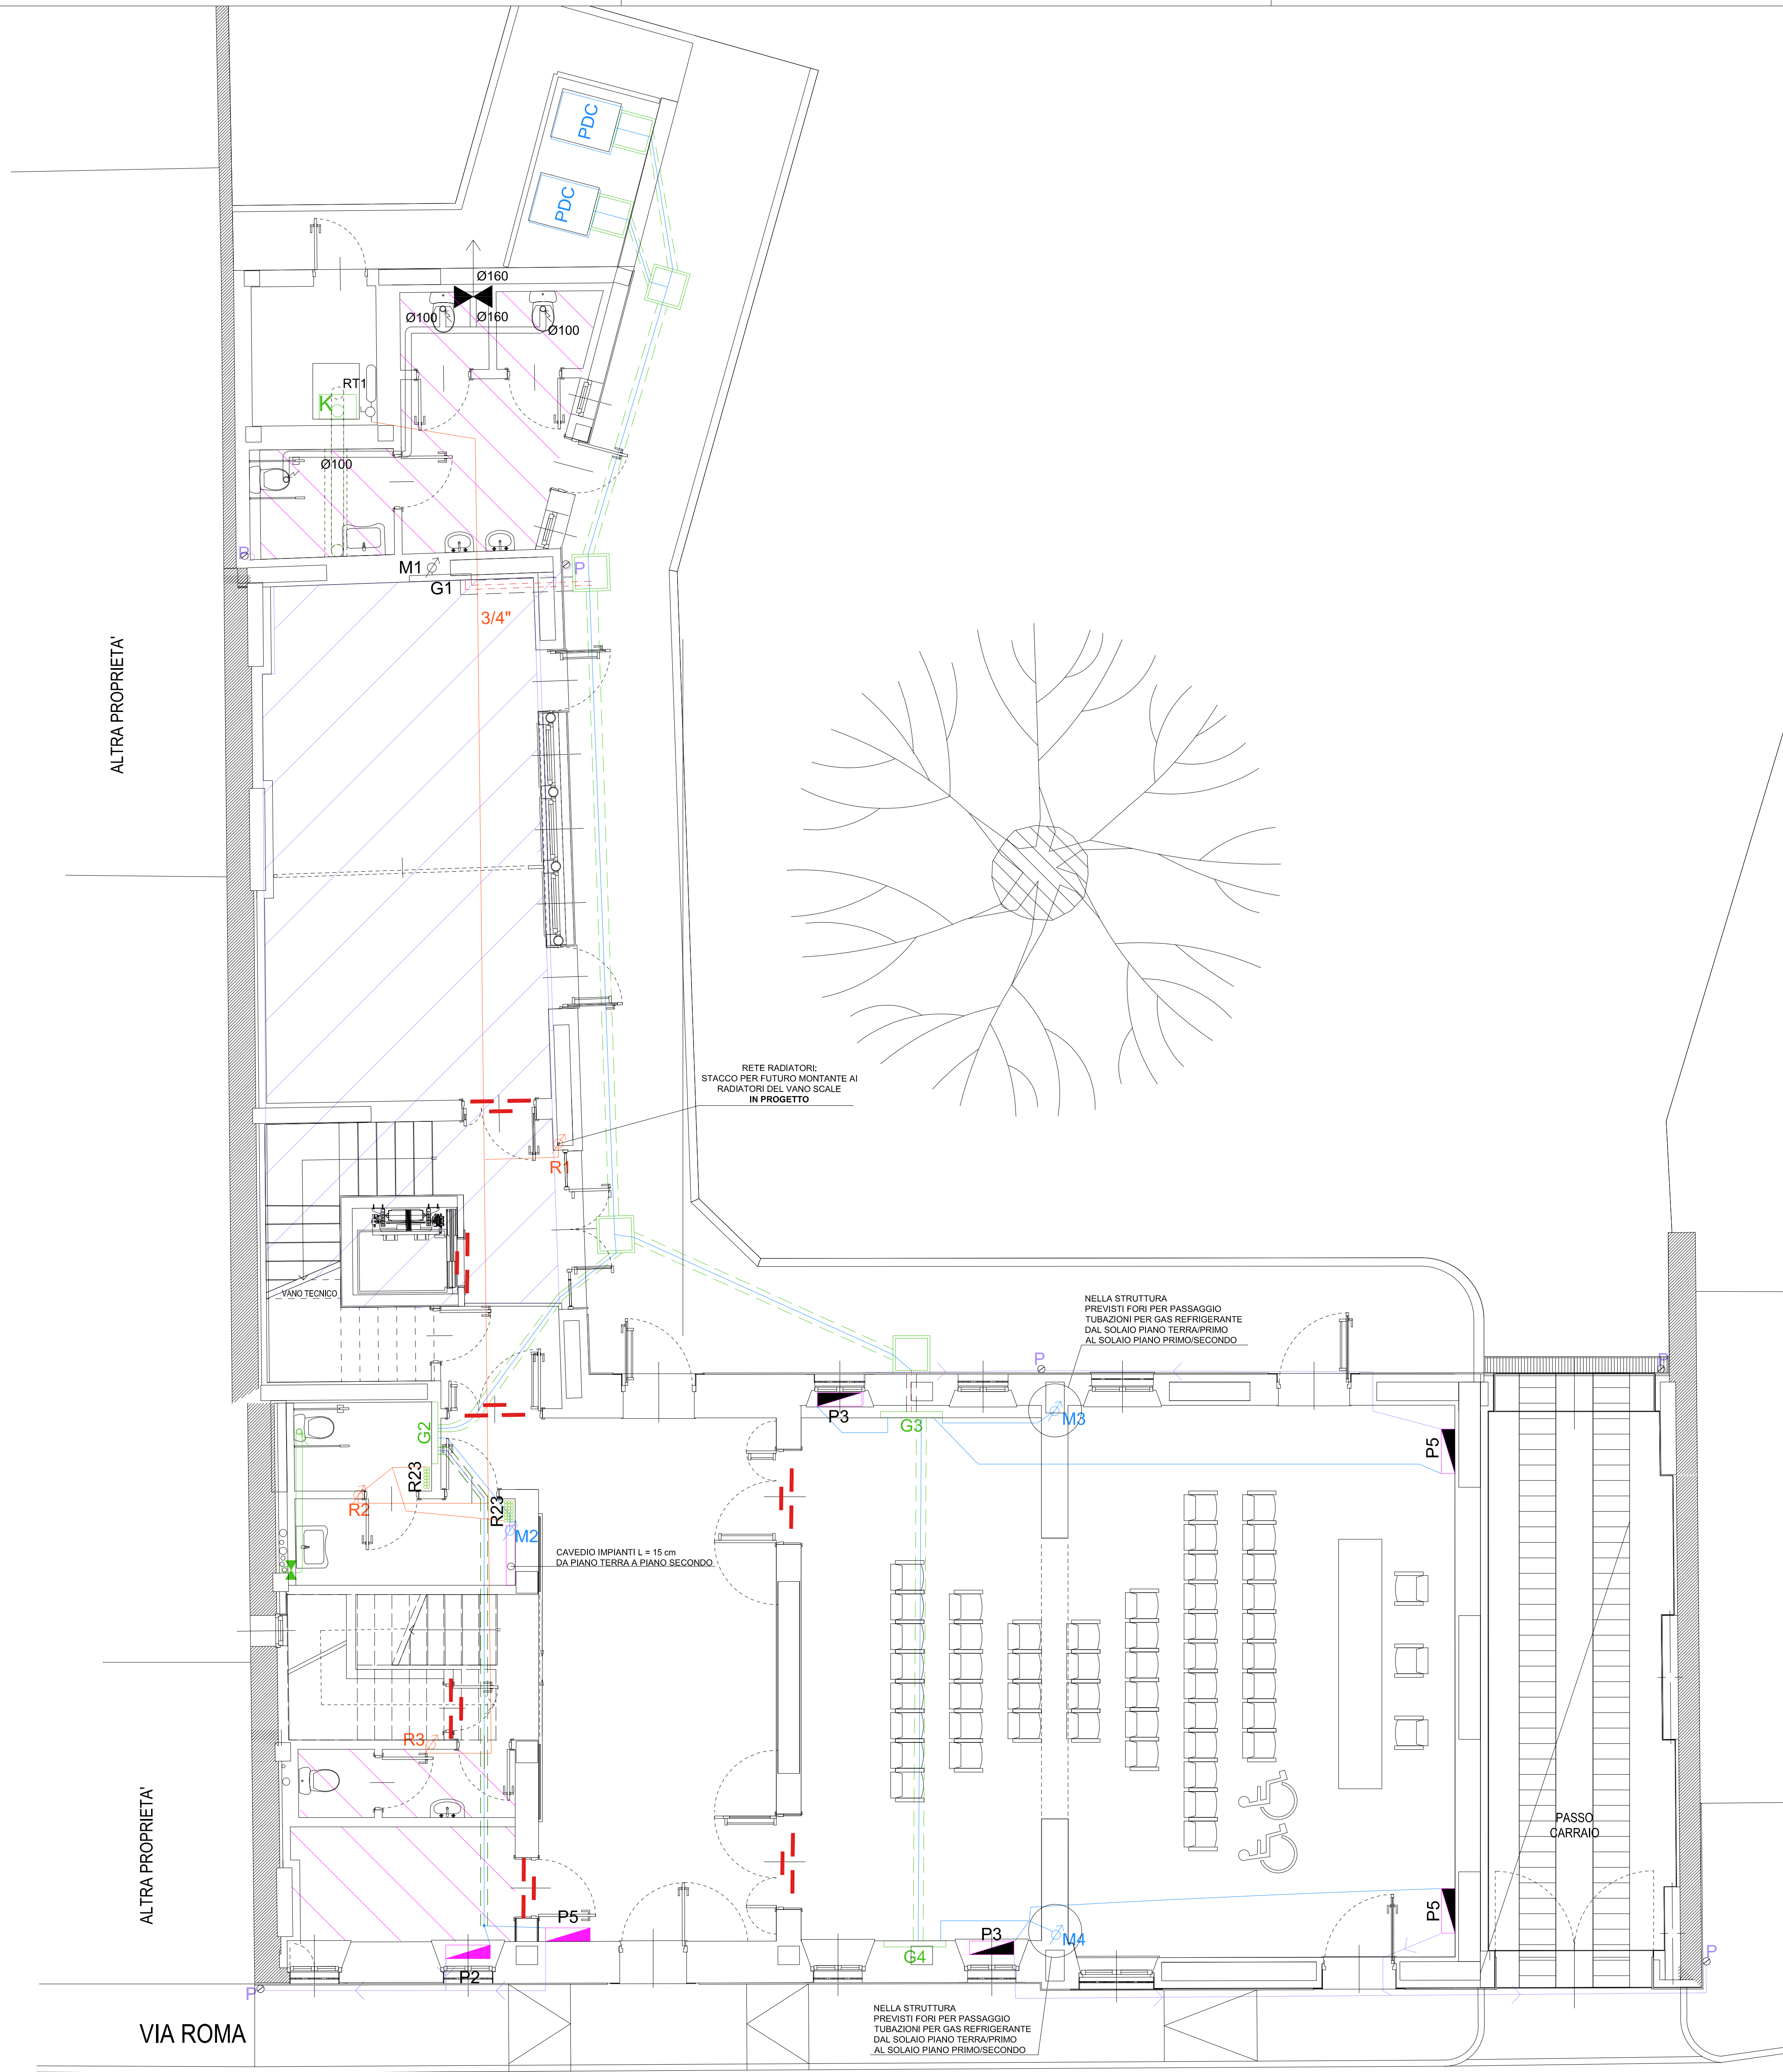 PDC
PDC
Ø160
Ø100
Ø160
Ø100
RT1
K
Ø100
P
M1
G1
P
3/4"
ALTRA PROPRIETA'
RETE RADIATORI;
STACCO PER FUTURO MONTANTE AI
RADIATORI DEL VANO SCALE
IN PROGETTO
R1
VANO TECNICO
NELLA STRUTTURA
PREVISTI FORI PER PASSAGGIO
TUBAZIONI PER GAS REFRIGERANTE
DAL SOLAIO PIANO TERRA/PRIMO
AL SOLAIO PIANO PRIMO/SECONDO
P
P
P3
G3
M3
G2
P5
R23
R2
R23
M2
CAVEDIO IMPIANTI L = 15 cm
DA PIANO TERRA A PIANO SECONDO
R3
ALTRA PROPRIETA'
PASSO
CARRAIO
P5
P5
P3
M4
G4
P2
P
P
NELLA STRUTTURA
PREVISTI FORI PER PASSAGGIO
TUBAZIONI PER GAS REFRIGERANTE
DAL SOLAIO PIANO TERRA/PRIMO
AL SOLAIO PIANO PRIMO/SECONDO
VIA ROMA